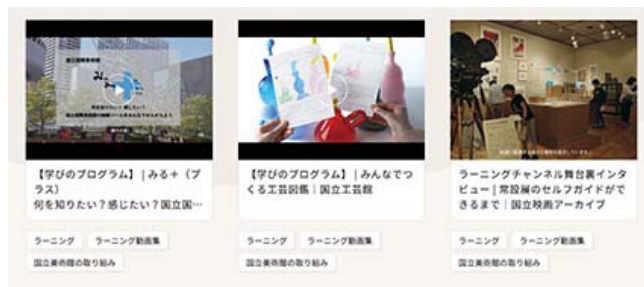 【学びのプログラム】|みる+(プ
ラス)
何を知りたい?感じたい?国立国…
ラーニング
ラーニング動画集
国立美術館の取り組み
【学びのプログラム】|みんなでつ
くる工芸図鑑|国立工芸館
ラーニング
ラーニング動画集
国立美術館の取り組み
ラーニングチャンネル舞台裏インタ
ビュー|常設展のセルフガイドがで
きるまで|国立映画アーカイブ
ラーニング
ラーニング動画集
国立美術館の取り組み